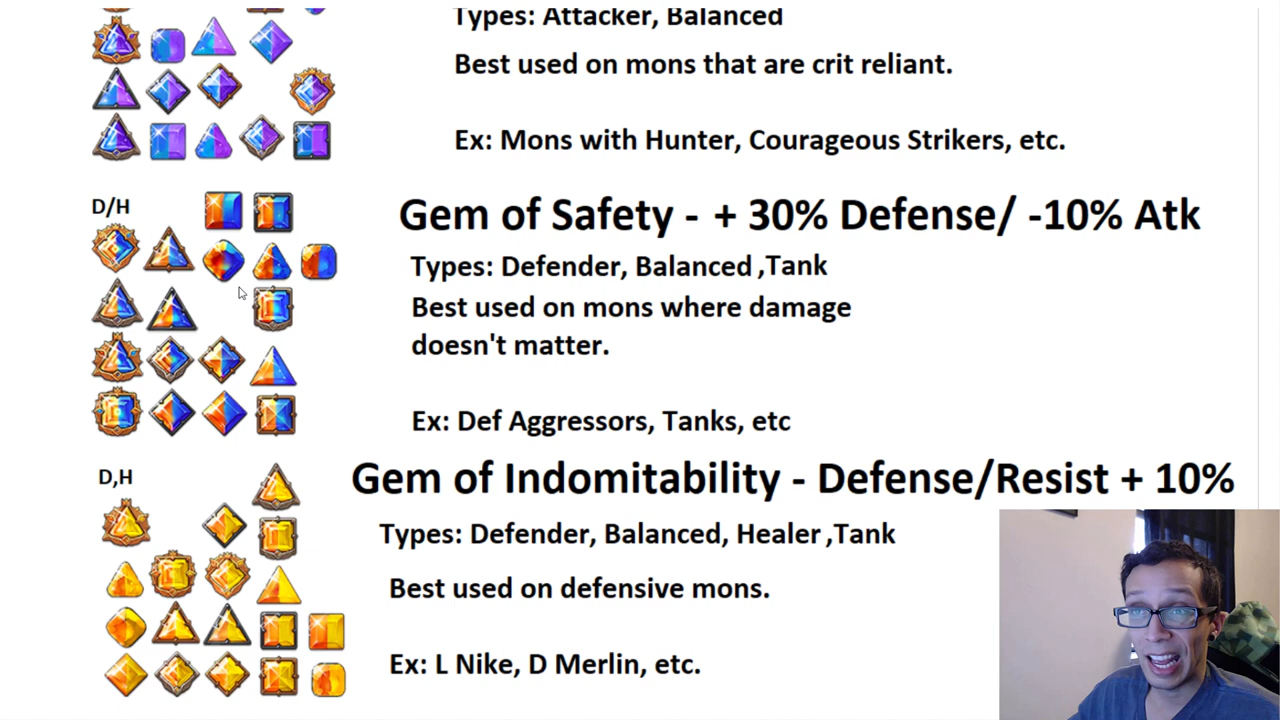 Types: Attacker, Balanced
Best used on mons that are crit reliant.
Ex: Mons with Hunter, Courageous Strikers, etc.
D/H
Gem of Safety - + 30% Defense/ -10% Atk
Types: Defender, Balanced ,Tank
Best used on mons where damage
doesn't matter.
Ex: Def Aggressors, Tanks, etc
D,H
Gem of Indomitability - Defense/Resist + 10%
Types: Defender, Balanced, Healer ,Tank
Best used on defensive mons.
Ex: L Nike, D Merlin, etc.